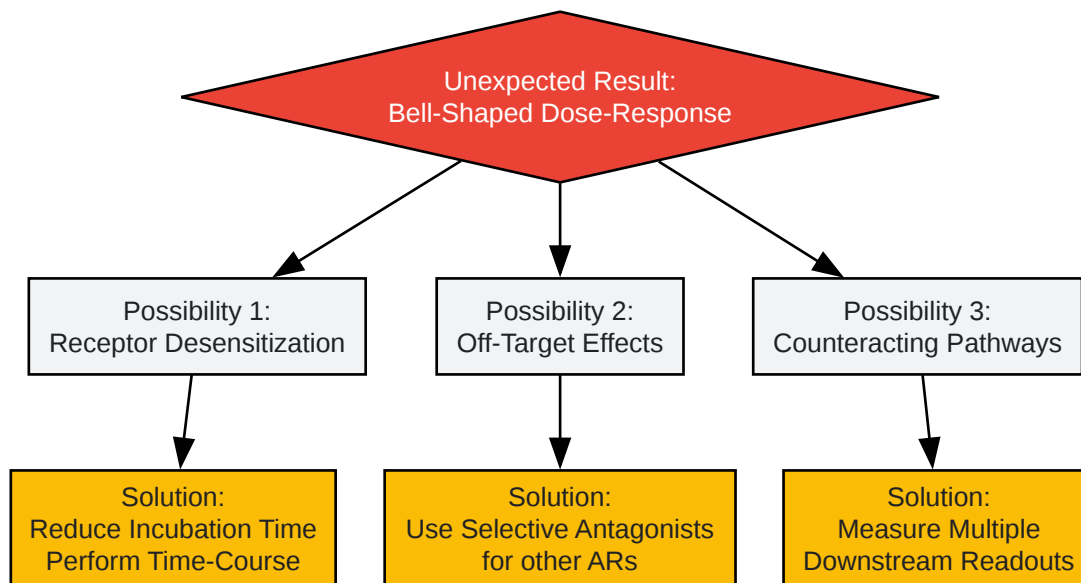 Unexpected Result:
Bell-Shaped Dose-Response
Possibility 1:
Receptor Desensitization
Possibility 2:
Off-Target Effects
Possibility 3:
Counteracting Pathways
Solution:
Reduce Incubation Time
Perform Time-Course
Solution:
Use Selective Antagonists
for other ARs
Solution:
Measure Multiple
Downstream Readouts